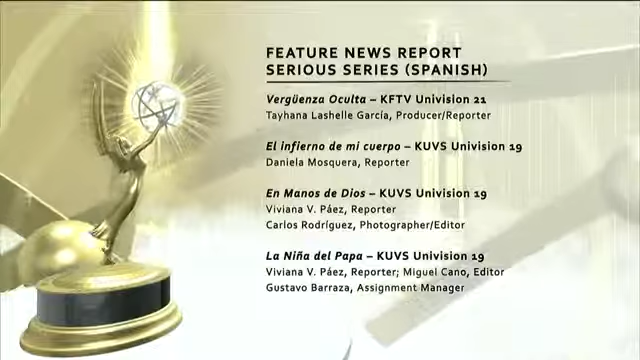 FEATURE NEWS REPORT
SERIOUS SERIES (SPANISH)
Vergüenza Oculta – KFTV Univision 21
Tayhana Lashelle García, Producer/Reporter
El infierno de mi cuerpo – KUVS Univision 19
Daniela Mosquera, Reporter
En Manos de Dios – KUVS Univision 19
Viviana V. Páez, Reporter
Carlos Rodríguez, Photographer/Editor
La Niña del Papa – KUVS Univision 19
Viviana V. Páez, Reporter; Miguel Cano, Editor
Gustavo Barraza, Assignment Manager